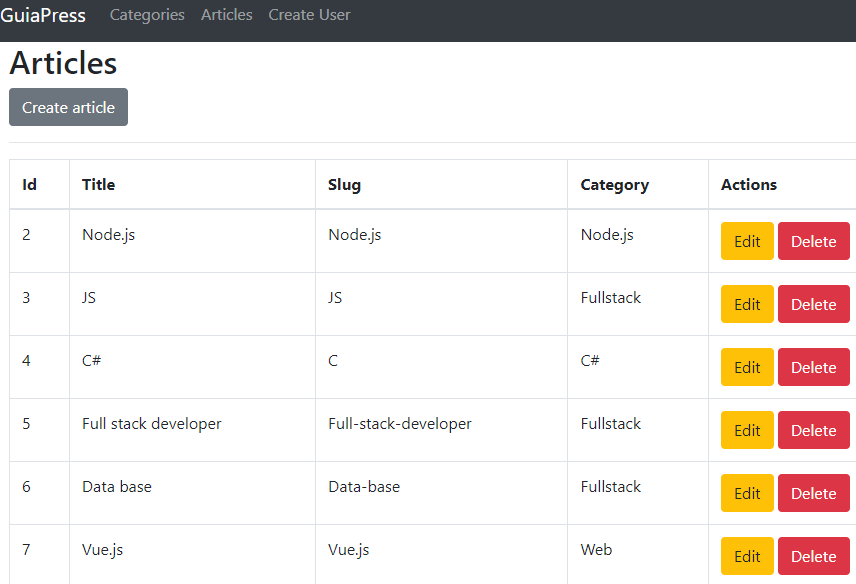 GuiaPress Categories Articles Create User
Articles
Create article
Id Title Slug Category Actions
2 Node.js Node.js Node.js Edit Delete
3 JS JS Fullstack Edit Delete
4 C# C C# Edit Delete
5 Full stack developer Full-stack-developer Fullstack Edit Delete
6 Data base Data-base Fullstack Edit Delete
7 Vue.js Vue.js Web Edit Delete